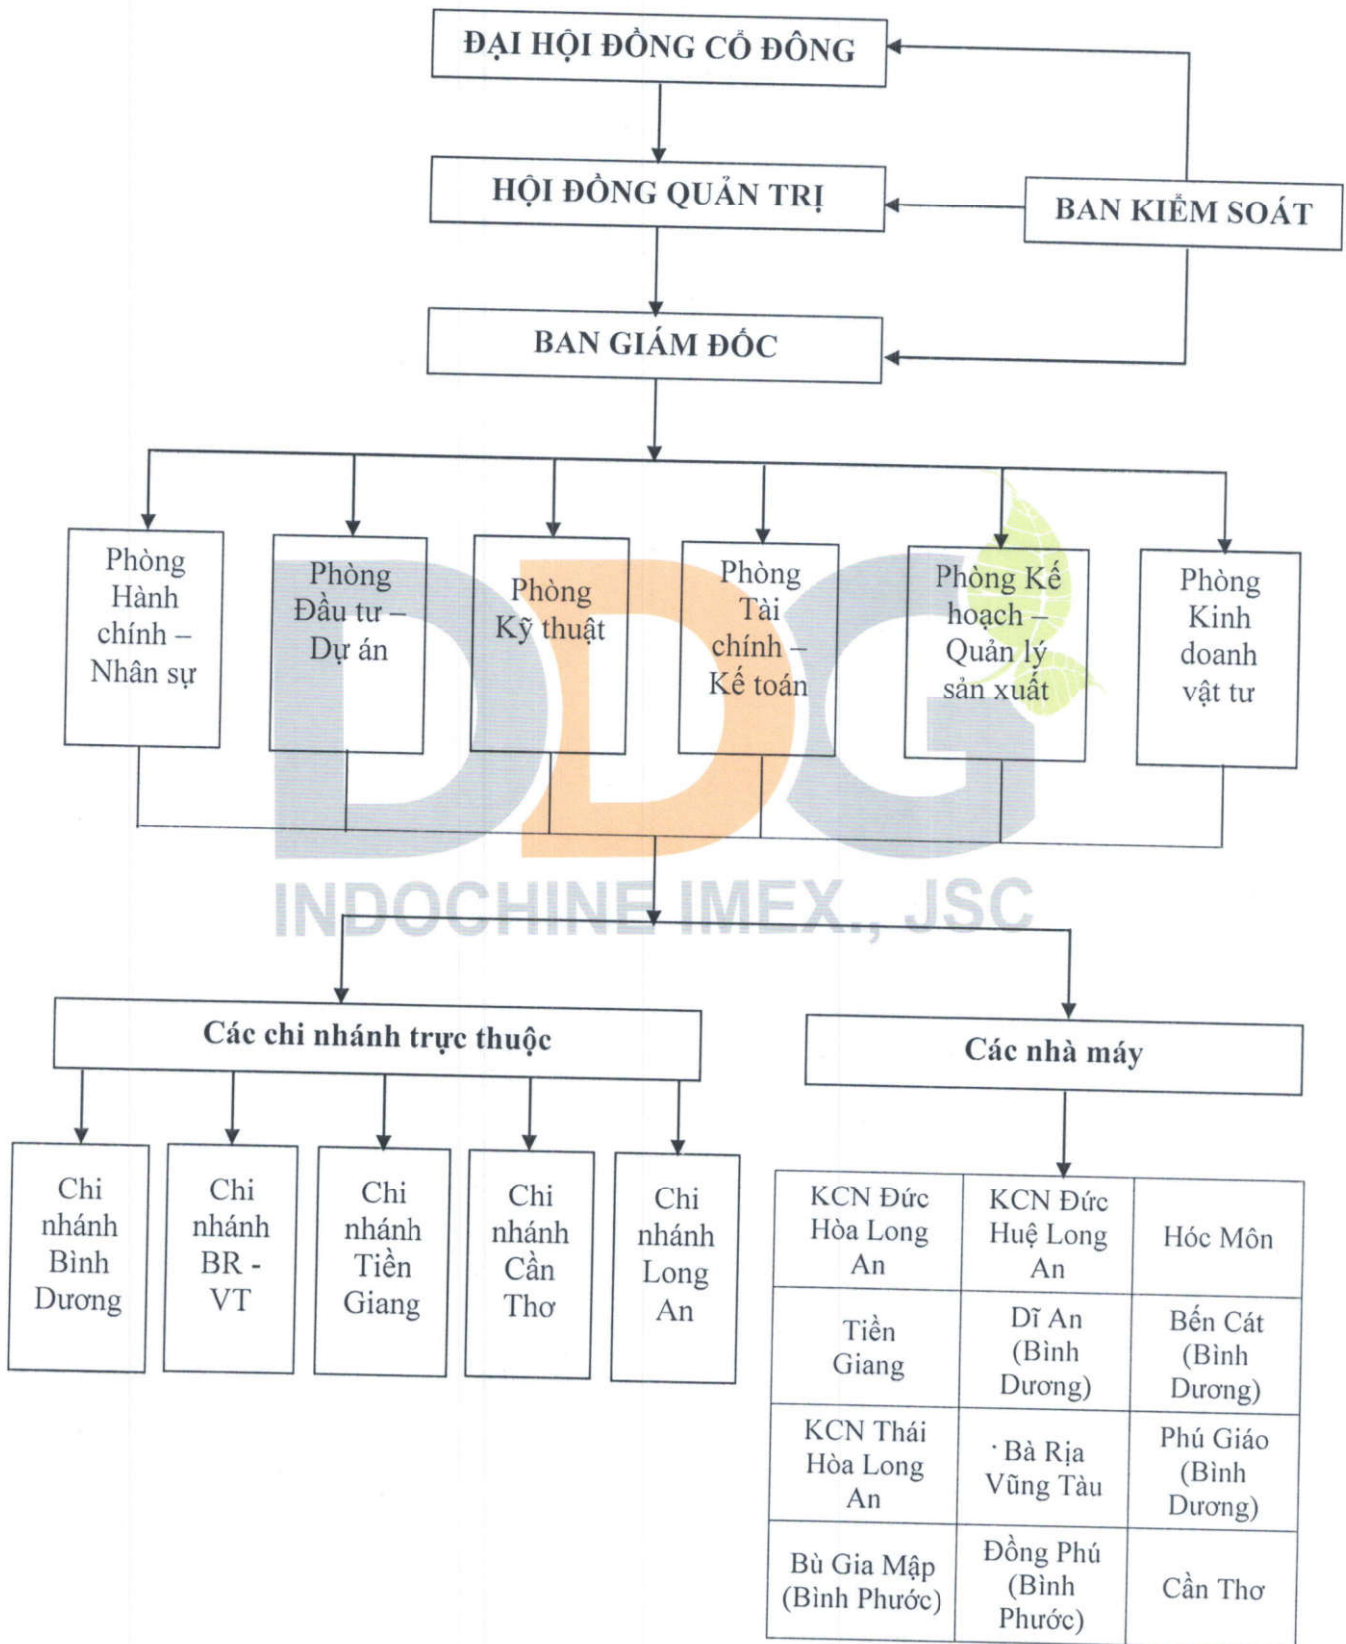 ĐẠI HỘI ĐỒNG CỔ ĐÔNG
HỘI ĐỒNG QUẢN TRỊ
BAN KIỂM SOÁT
BAN GIÁM ĐỐC
Phòng
Hành
chính –
Nhân sự
Phòng
Đầu tư –
Dự án
Phòng
Kỹ thuật
Phòng
Tài
chính –
Kế toán
Phòng Kế
hoạch –
Quản lý
sản xuất
Phòng
Kinh
doanh
vật tư
DDG
INDOCHINE IMEX., JSC
Các chi nhánh trực thuộc
Các nhà máy
Chi
nhánh
Bình
Dương
Chi
nhánh
BR -
VT
Chi
nhánh
Tiền
Giang
Chi
nhánh
Cần
Thơ
Chi
nhánh
Long
An
KCN Đức
Hòa Long
An
KCN Đức
Huệ Long
An
Hóc Môn
Tiền
Giang
Dĩ An
(Bình
Dương)
Bến Cát
(Bình
Dương)
KCN Thái
Hòa Long
An
Bà Rịa
Vũng Tàu
Phú Giáo
(Bình
Dương)
Bù Gia Mập
(Bình Phước)
Đồng Phú
(Bình
Phước)
Cần Thơ